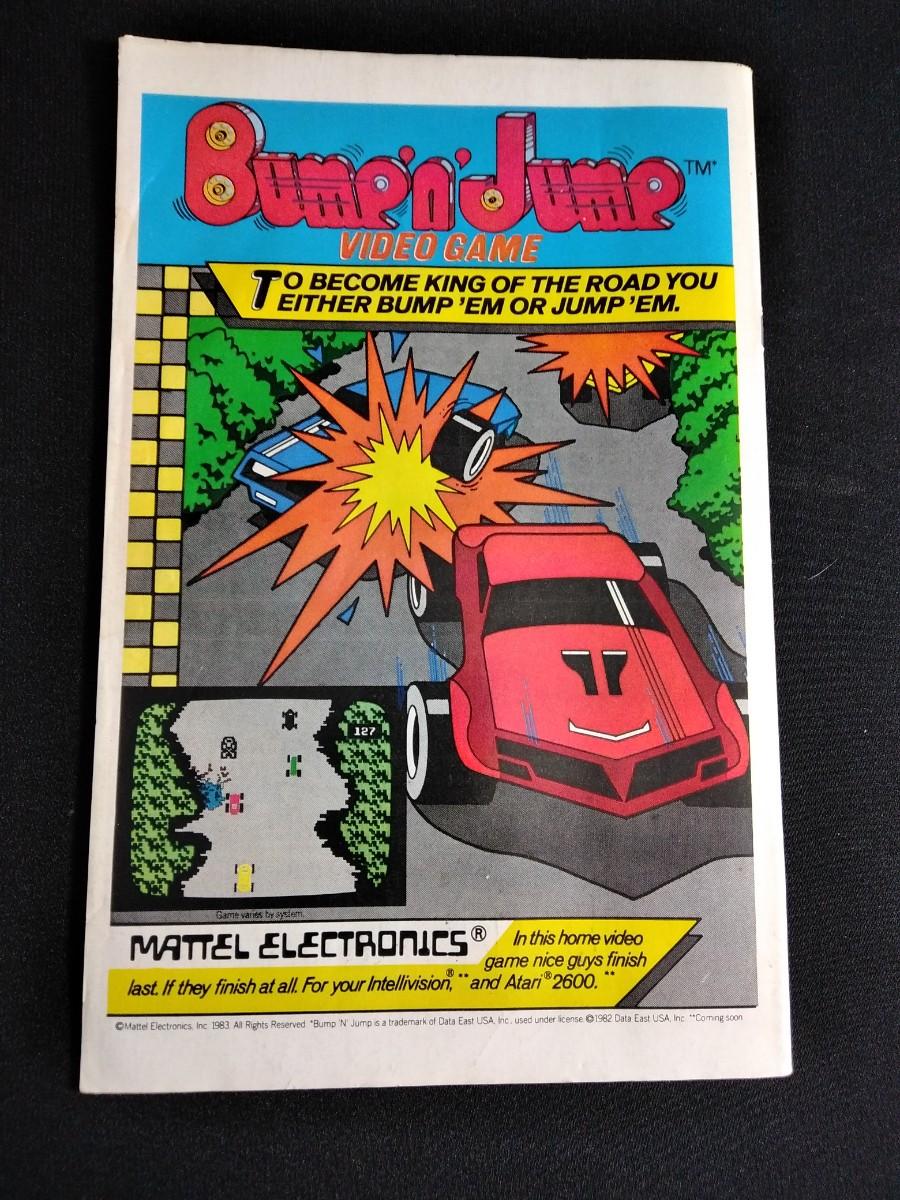 Bump 'n' Jump TM*
VIDEO GAME
TO BECOME KING OF THE ROAD YOU
EITHER BUMP 'EM OR JUMP 'EM.
127
Game varies by system.
MATTEL ELECTRONICS® In this home video
game nice guys finish
last. If they finish at all. For your Intellivision,®** and Atari®2600.**
©Mattel Electronics, Inc. 1983. All Rights Reserved. *Bump 'N' Jump is a trademark of Data East USA, Inc., used under license. ©1982 Data East USA, Inc. **Coming soon